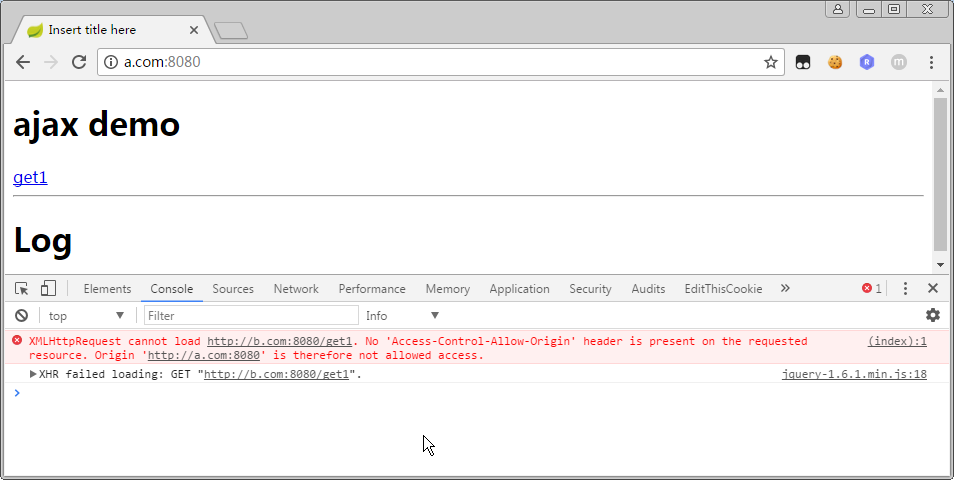 Insert title here
a.com:8080
ajax demo
get1
Log
Elements Console Sources Network Performance Memory Application Security Audits EditThisCookie » 1
top Filter Info
XMLHttpRequest cannot load http://b.com:8080/get1. No 'Access-Control-Allow-Origin' header is present on the requested (index):1
resource. Origin 'http://a.com:8080' is therefore not allowed access.
XHR failed loading: GET "http://b.com:8080/get1". jquery-1.6.1.min.js:18